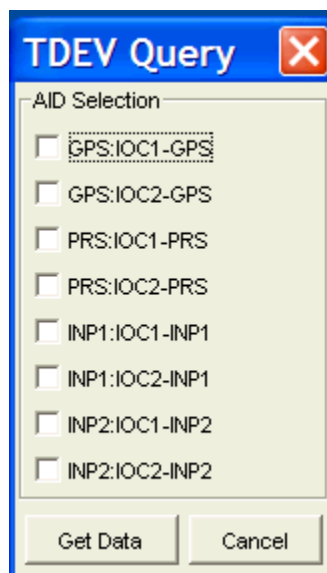 TDEV Query
AID Selection
GPS:IOC1-GPS
GPS:IOC2-GPS
PRS:IOC1-PRS
PRS:IOC2-PRS
INP1:IOC1-INP1
INP1:IOC2-INP1
INP2:IOC1-INP2
INP2:IOC2-INP2
Get Data Cancel